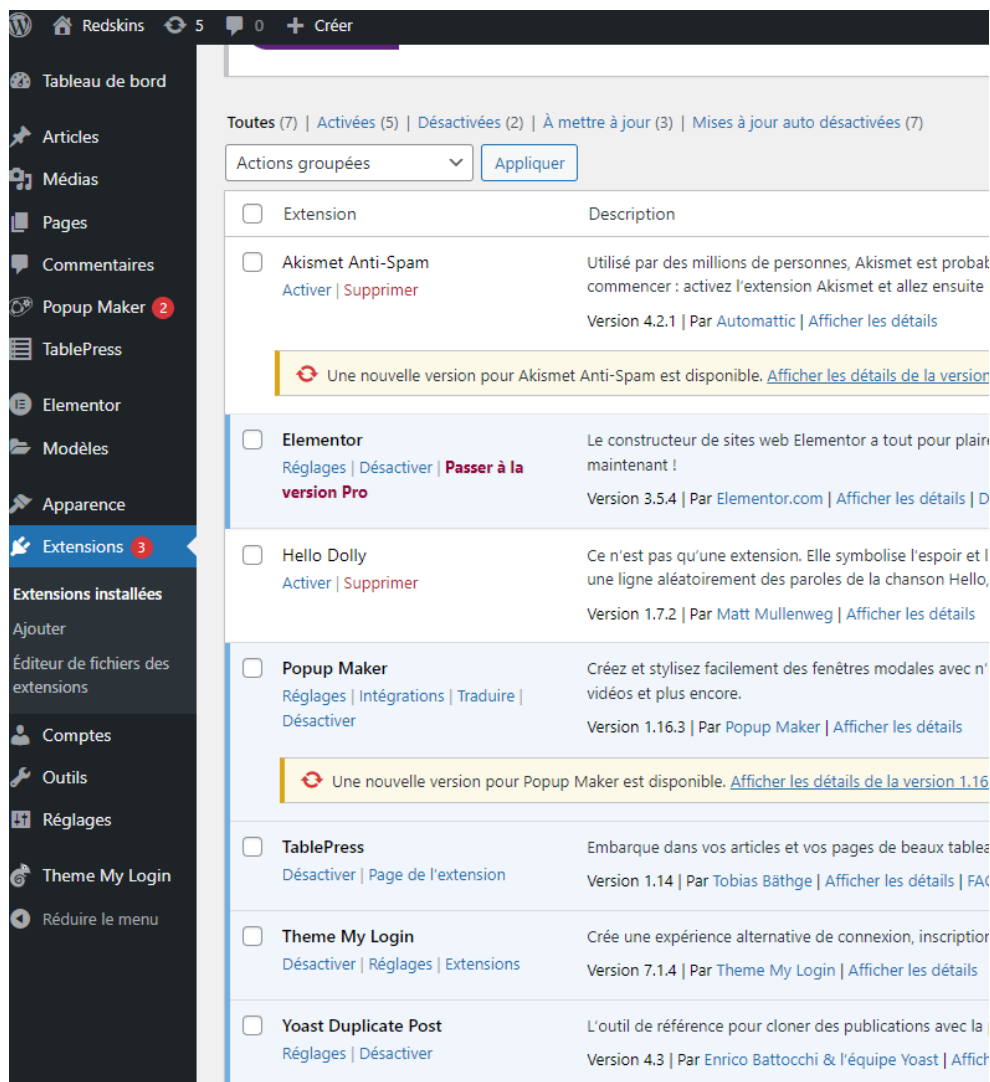 Redskins 5 0 + Créer
Tableau de bord
Articles
Médias
Pages
Commentaires
Popup Maker 2
TablePress
Elementor
Modèles
Apparence
Extensions 3
Extensions installées
Ajouter
Éditeur de fichiers des
extensions
Comptes
Outils
Réglages
Theme My Login
Réduire le menu
Toutes (7) | Activées (5) | Désactivées (2) | À mettre à jour (3) | Mises à jour auto désactivées (7)
Actions groupées Appliquer
Extension Description
Akismet Anti-Spam
Activer | Supprimer
Utilisé par des millions de personnes, Akismet est probab
commencer : activez l’extension Akismet et allez ensuite
Version 4.2.1 | Par Automattic | Afficher les détails
Une nouvelle version pour Akismet Anti-Spam est disponible. Afficher les détails de la version
Elementor
Réglages | Désactiver | Passer à la
version Pro
Le constructeur de sites web Elementor a tout pour plaire
maintenant !
Version 3.5.4 | Par Elementor.com | Afficher les détails | D
Hello Dolly
Activer | Supprimer
Ce n’est pas qu’une extension. Elle symbolise l’espoir et l
une ligne aléatoirement des paroles de la chanson Hello,
Version 1.7.2 | Par Matt Mullenweg | Afficher les détails
Popup Maker
Réglages | Intégrations | Traduire |
Désactiver
Créez et stylisez facilement des fenêtres modales avec n’
vidéos et plus encore.
Version 1.16.3 | Par Popup Maker | Afficher les détails
Une nouvelle version pour Popup Maker est disponible. Afficher les détails de la version 1.16
TablePress
Désactiver | Page de l’extension
Embarque dans vos articles et vos pages de beaux tablea
Version 1.14 | Par Tobias Bäthge | Afficher les détails | FAQ
Theme My Login
Désactiver | Réglages | Extensions
Crée une expérience alternative de connexion, inscription
Version 7.1.4 | Par Theme My Login | Afficher les détails
Yoast Duplicate Post
Réglages | Désactiver
L’outil de référence pour cloner des publications avec la
Version 4.3 | Par Enrico Battocchi & l’équipe Yoast | Affich